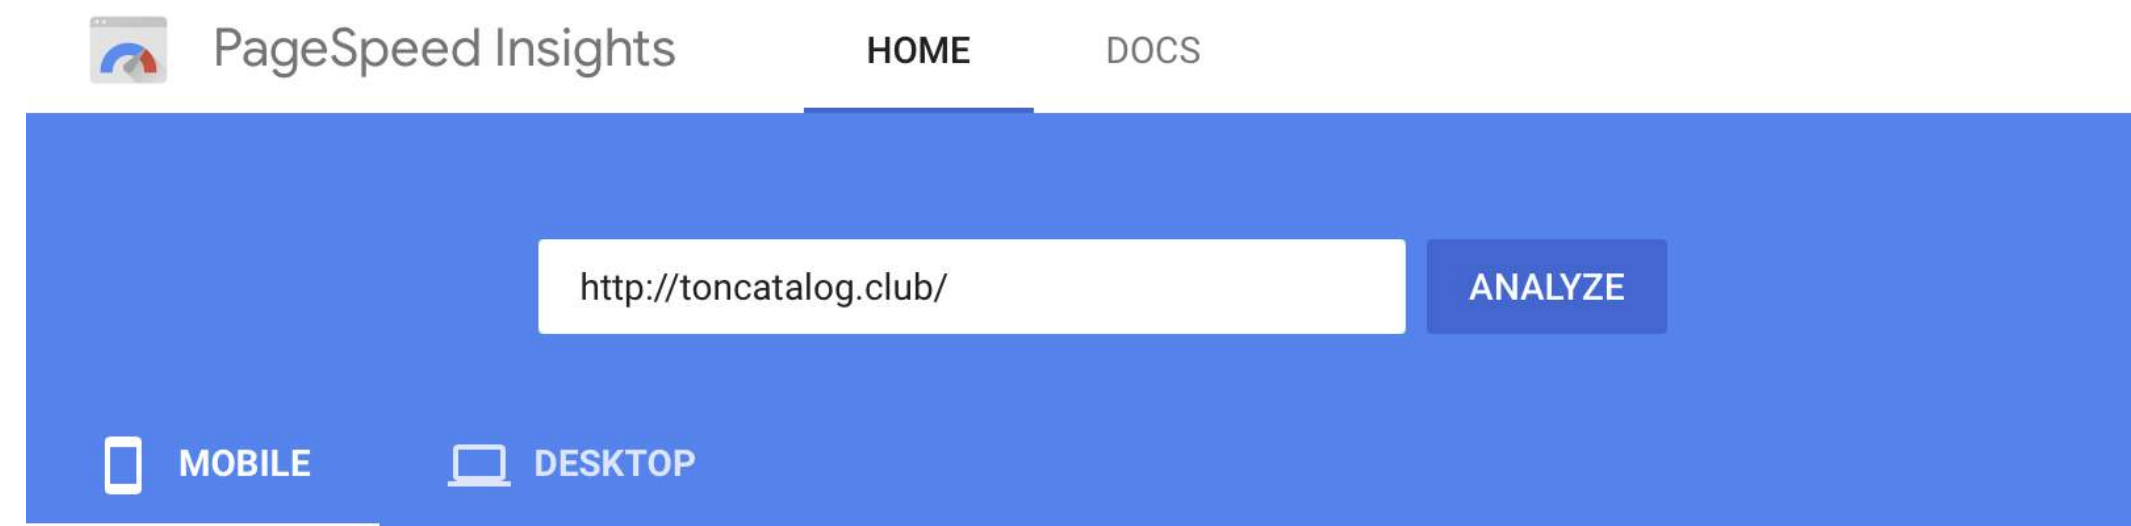 PageSpeed Insights HOME DOCS
http://toncatalog.club/ ANALYZE
MOBILE DESKTOP